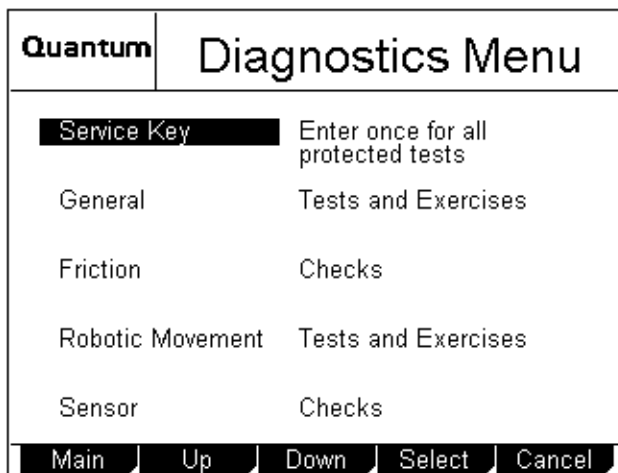 Quantum
Diagnostics Menu
Service Key Enter once for all
protected tests
General Tests and Exercises
Friction Checks
Robotic Movement Tests and Exercises
Sensor Checks
Main Up Down Select Cancel